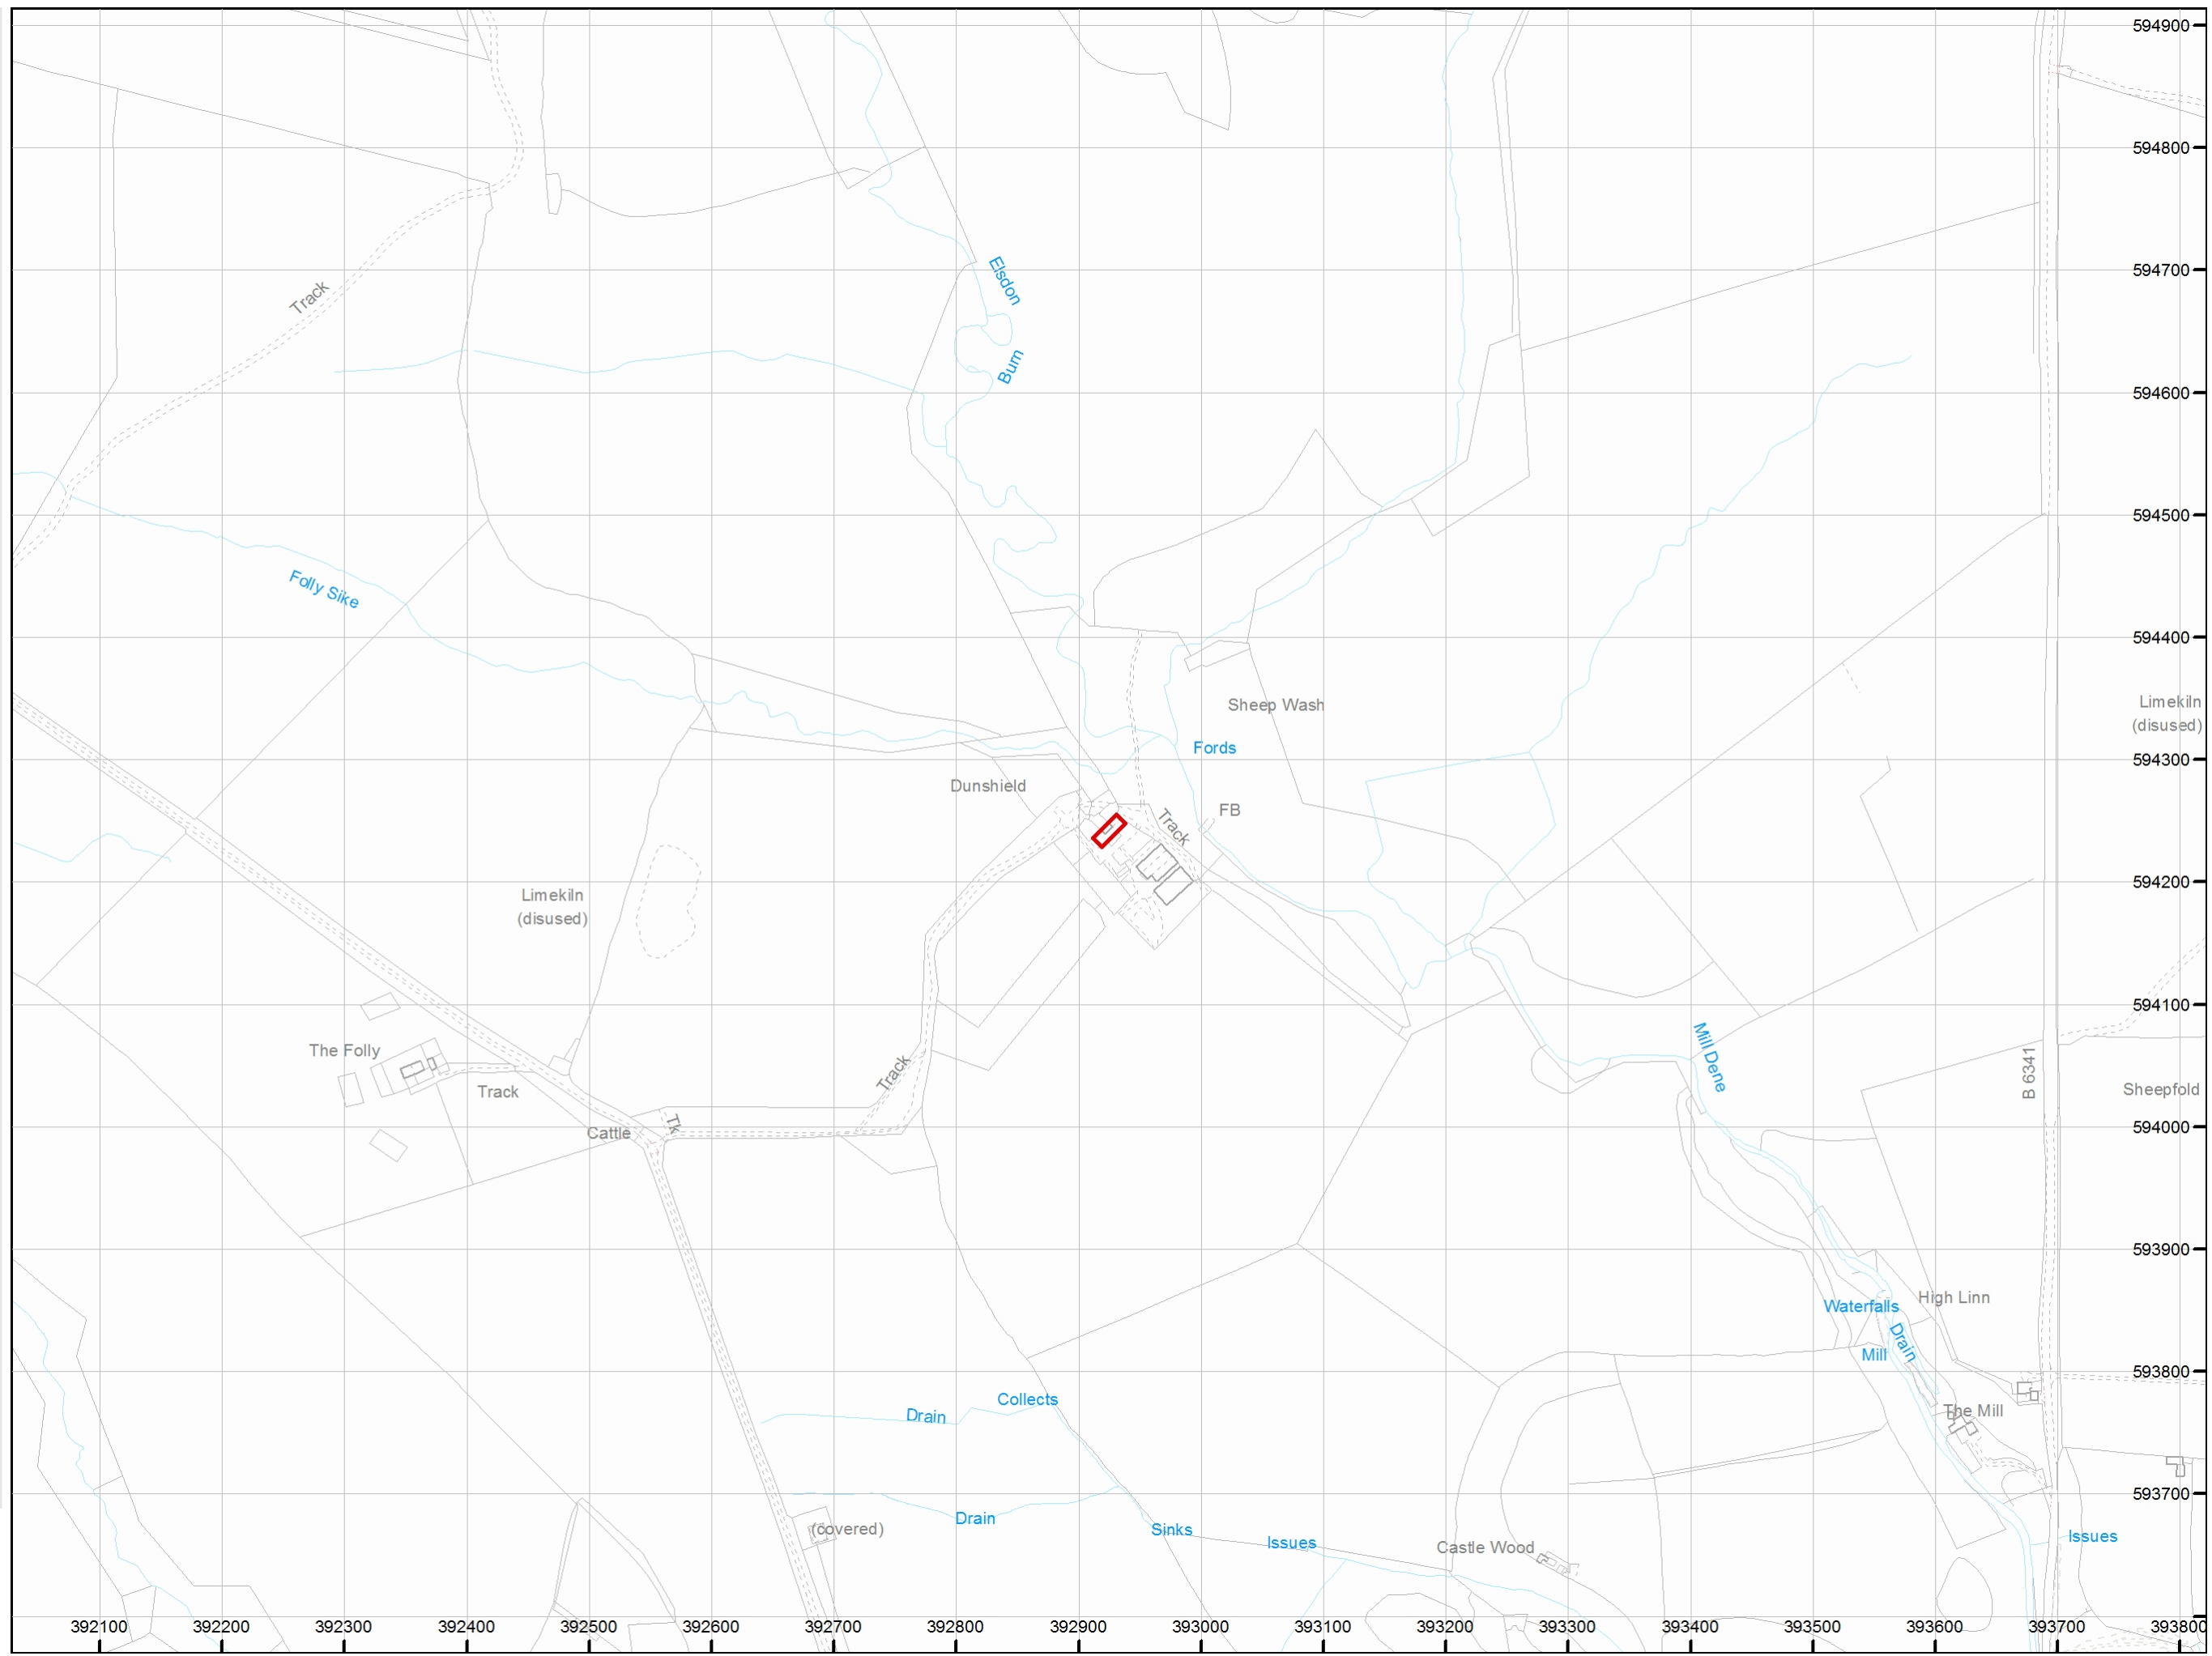 594900
594800
Elsdon
594700
Track
Burn
594600
594500
Folly Sike
594400
Sheep Wash
Limekiln
(disused)
Fords
594300
Dunshield
FB
Track
Limekiln
(disused)
594200
594100
Mill Dene
The Folly
B 6341
Track
Track
Sheepfold
Tk
Cattle
594000
593900
High Linn
Waterfalls
Drain
Mill
593800
Collects
Drain
The Mill
593700
Drain
(covered)
Sinks
Issues
Issues
Castle Wood
392100 392200 392300 392400 392500 392600 392700 392800 392900 393000 393100 393200 393300 393400 393500 393600 393700 393800